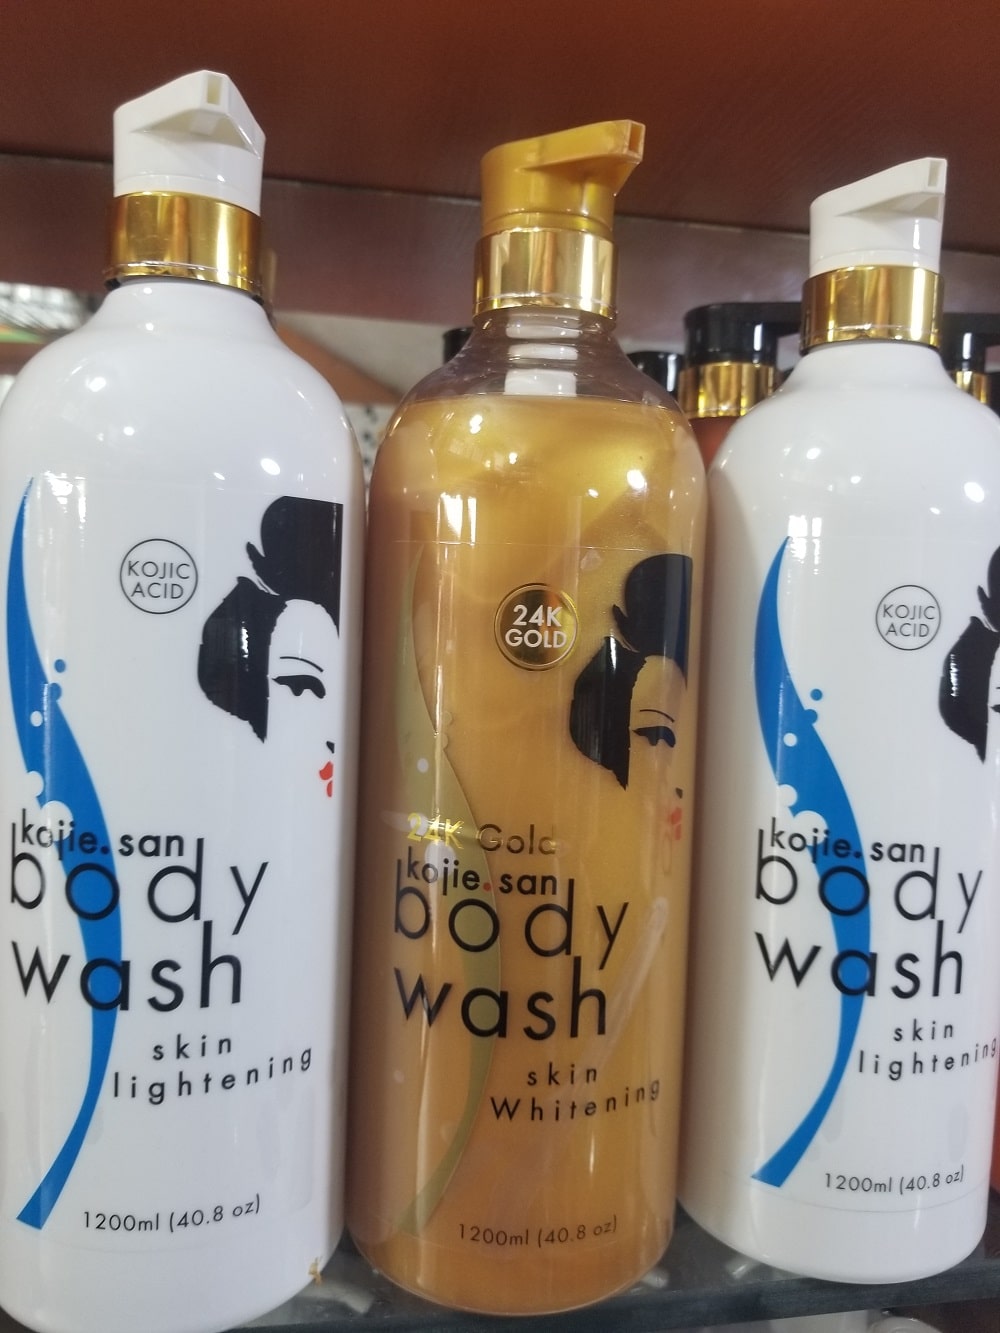 KOJIC
ACID
kojie.san
body
wash
skin
lightening
1200ml (40.8 oz)
24K
GOLD
24K Gold
kojie.san
body
wash
skin
Whitening
1200ml (40.8 oz)
KOJIC
ACID
kojie.san
body
wash
skin
lightening
1200ml (40.8 oz)